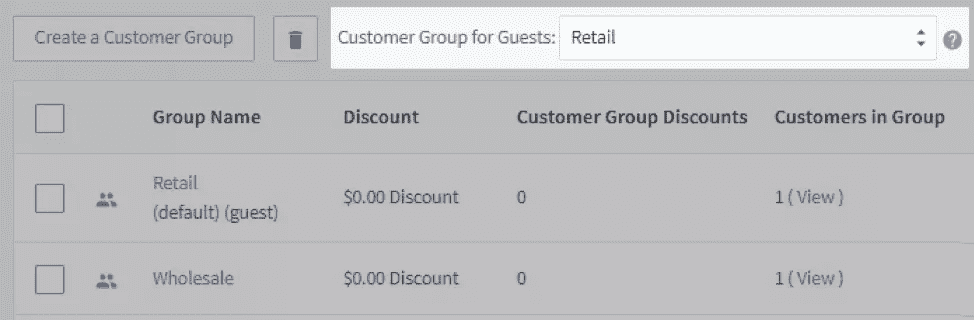 Create a Customer Group
Customer Group for Guests: Retail
Group Name Discount Customer Group Discounts Customers in Group
Retail
(default) (guest) $0.00 Discount 0 1 ( View )
Wholesale $0.00 Discount 0 1 ( View )